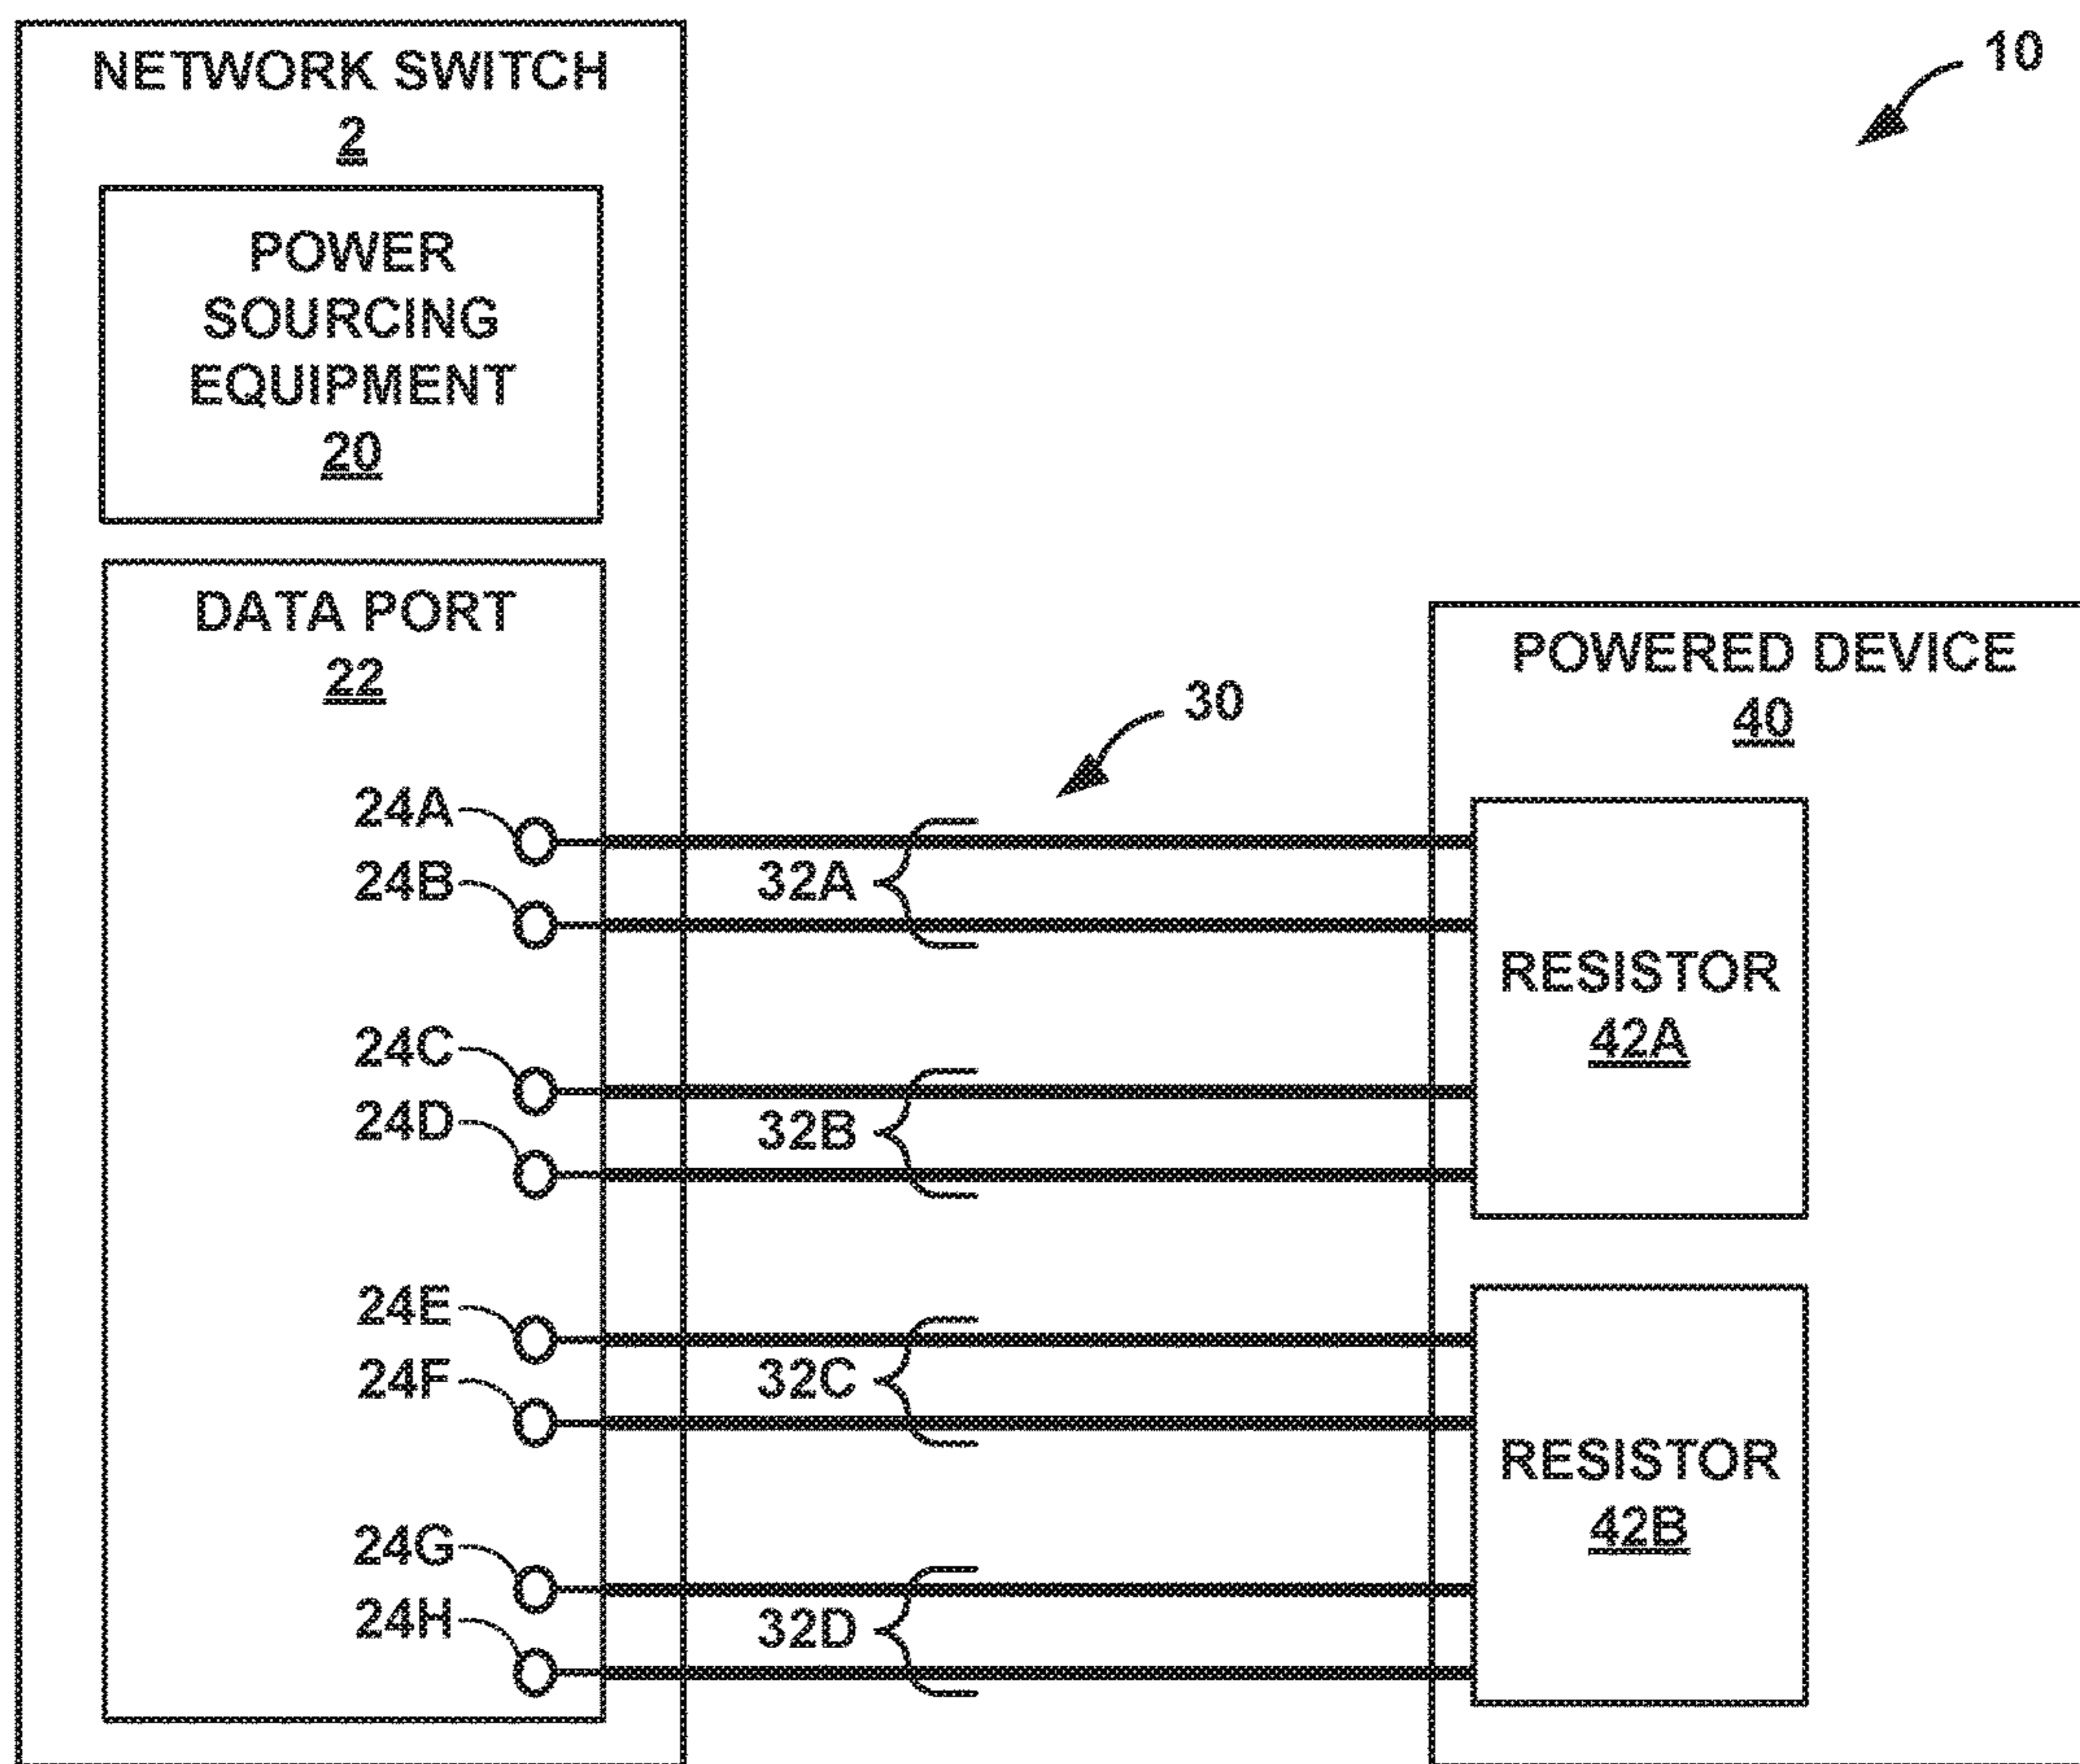 NETWORK SWITCH
2
POWER
SOURCING
EQUIPMENT
20
DATA PORT
22
24A
24B
24C
24D
24E
24F
24G
24H
10
30
32A
32B
32C
32D
POWERED DEVICE
40
RESISTOR
42A
RESISTOR
42B